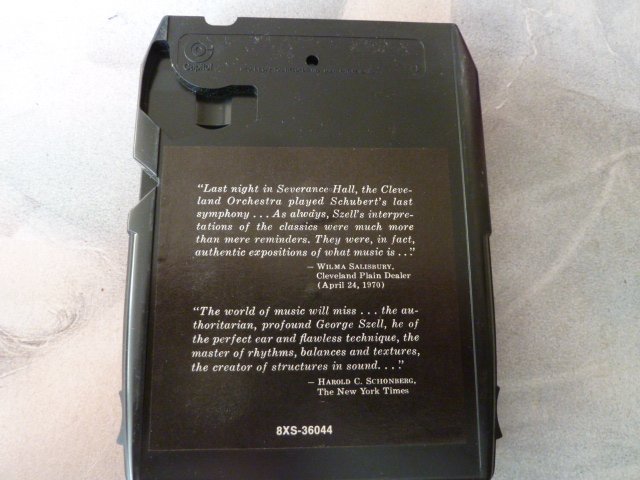 Capitol
"Last night in Severance Hall, the Cleve-
land Orchestra played Schubert's last
symphony . . . As always, Szell's interpre-
tations of the classics were much more
than mere reminders. They were, in fact,
authentic expositions of what music is . ."
— WILMA SALISBURY,
Cleveland Plain Dealer
(April 24, 1970)
"The world of music will miss . . . the au-
thoritarian, profound George Szell, he of
the perfect ear and flawless technique, the
master of rhythms, balances and textures,
the creator of structures in sound. . . ."
— HAROLD C. SCHONBERG,
The New York Times
8XS-36044